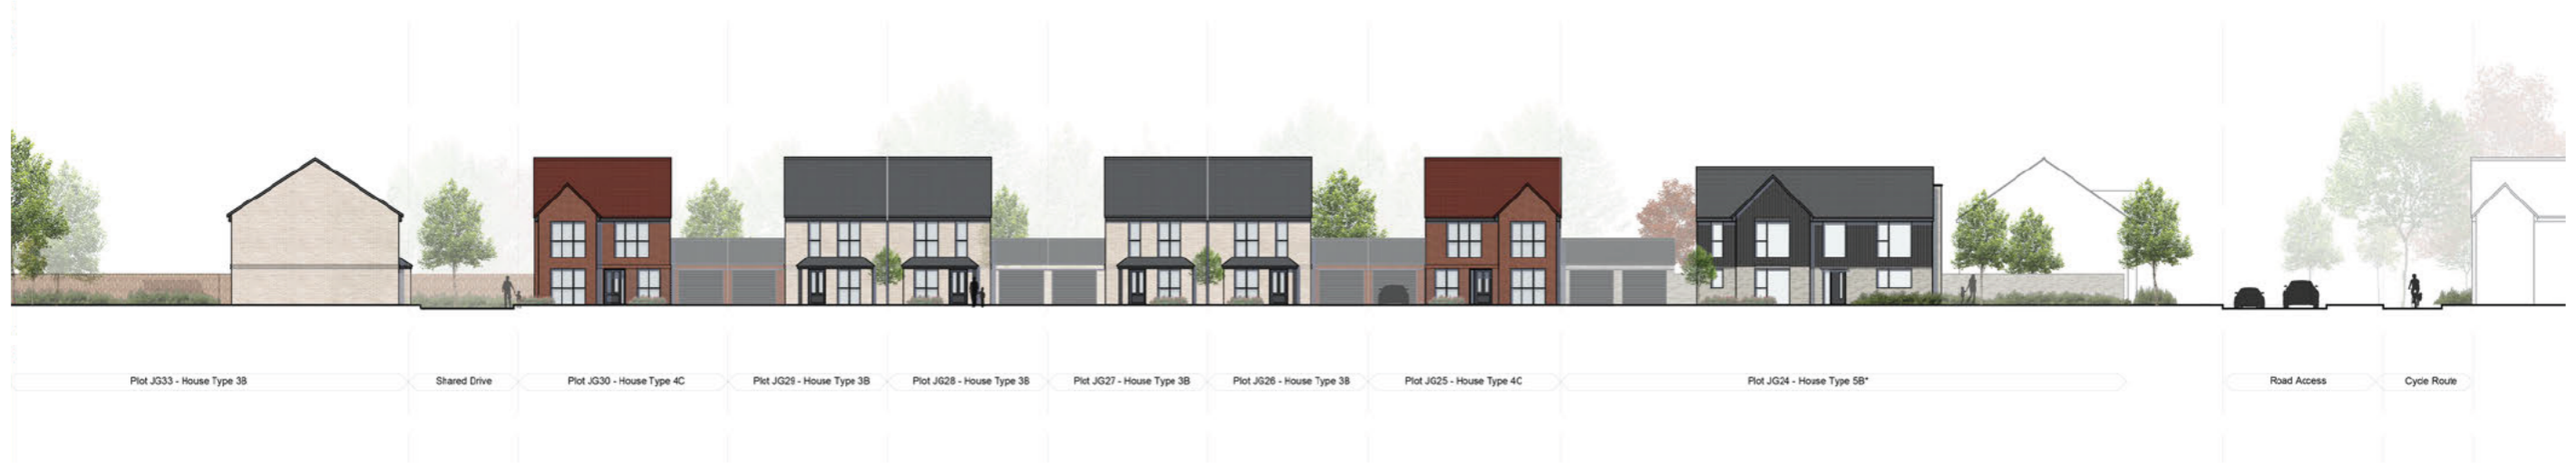 Plot JG33 - House Type 3B
Shared Drive
Plot JG30 - House Type 4C
Plot JG29 - House Type 3B
Plot JG28 - House Type 3B
Plot JG27 - House Type 3B
Plot JG26 - House Type 3B
Plot JG25 - House Type 4C
Plot JG24 - House Type 5B*
Road Access
Cycle Route